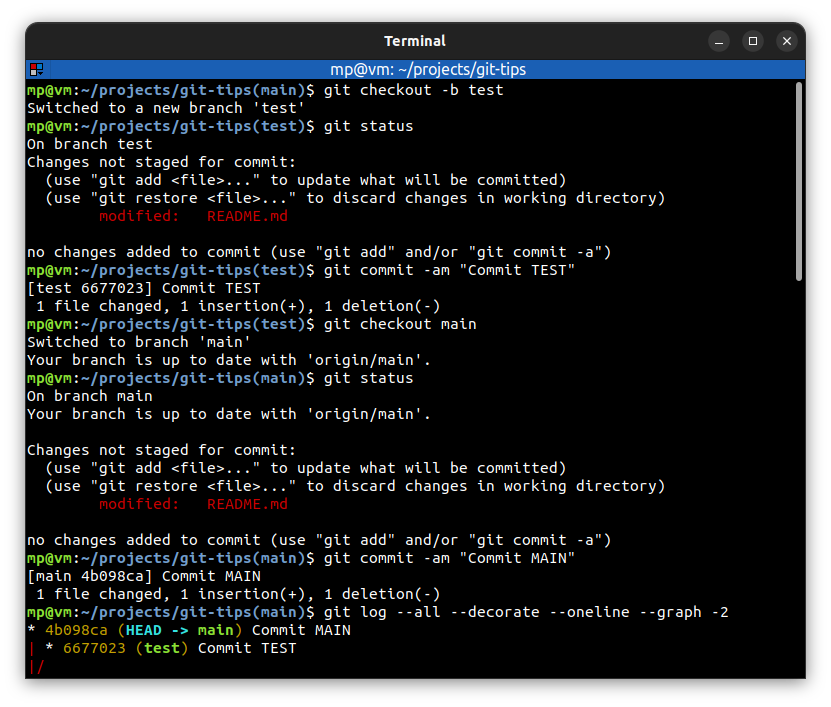 Terminal
mp@vm: ~/projects/git-tips
mp@vm:~/projects/git-tips(main)$ git checkout -b test
Switched to a new branch 'test'
mp@vm:~/projects/git-tips(test)$ git status
On branch test
Changes not staged for commit:
  (use "git add <file>..." to update what will be committed)
  (use "git restore <file>..." to discard changes in working directory)
        modified:   README.md

no changes added to commit (use "git add" and/or "git commit -a")
mp@vm:~/projects/git-tips(test)$ git commit -am "Commit TEST"
[test 6677023] Commit TEST
 1 file changed, 1 insertion(+), 1 deletion(-)
mp@vm:~/projects/git-tips(test)$ git checkout main
Switched to branch 'main'
Your branch is up to date with 'origin/main'.
mp@vm:~/projects/git-tips(main)$ git status
On branch main
Your branch is up to date with 'origin/main'.

Changes not staged for commit:
  (use "git add <file>..." to update what will be committed)
  (use "git restore <file>..." to discard changes in working directory)
        modified:   README.md

no changes added to commit (use "git add" and/or "git commit -a")
mp@vm:~/projects/git-tips(main)$ git commit -am "Commit MAIN"
[main 4b098ca] Commit MAIN
 1 file changed, 1 insertion(+), 1 deletion(-)
mp@vm:~/projects/git-tips(main)$ git log --all --decorate --oneline --graph -2
* 4b098ca (HEAD -> main) Commit MAIN
| * 6677023 (test) Commit TEST
|/